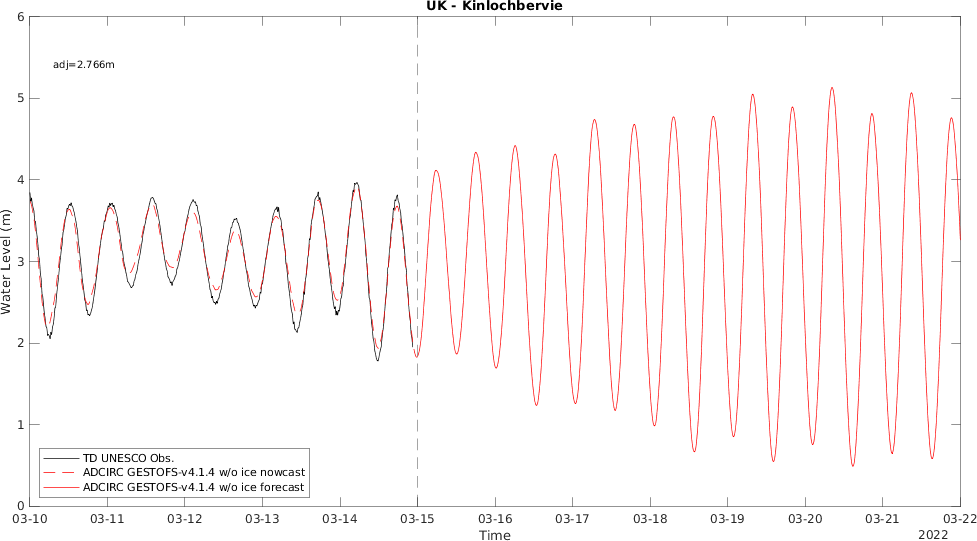 UK - Kinlochbervie
6
adj=2.766m
5
4
3
2
1
0
Water Level (m)
TD UNESCO Obs.
ADCIRC GESTOFS-v4.1.4 w/o ice nowcast
ADCIRC GESTOFS-v4.1.4 w/o ice forecast
03-10 03-11 03-12 03-13 03-14 03-15 03-16 03-17 03-18 03-19 03-20 03-21 03-22
Time
2022